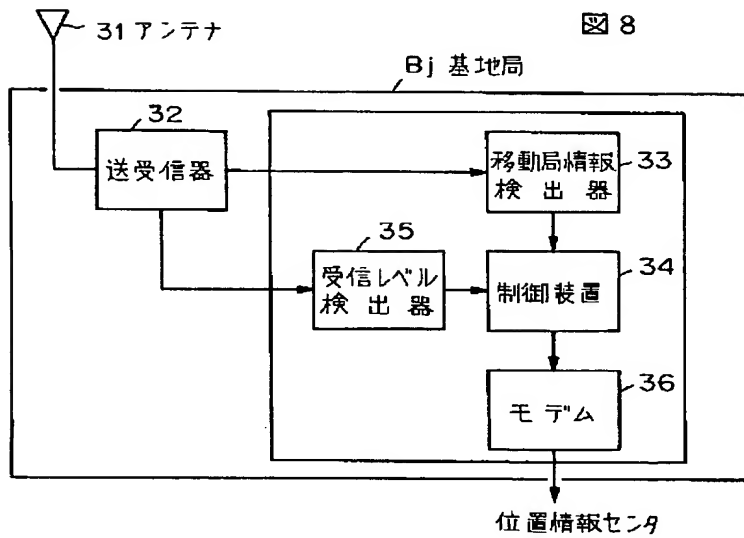 31 アンテナ
図 8
Bj 基地局
32
送受信器
移動局情報
検出器
33
35
受信レベル
検出器
34
制御装置
36
モデム
位置情報センタ